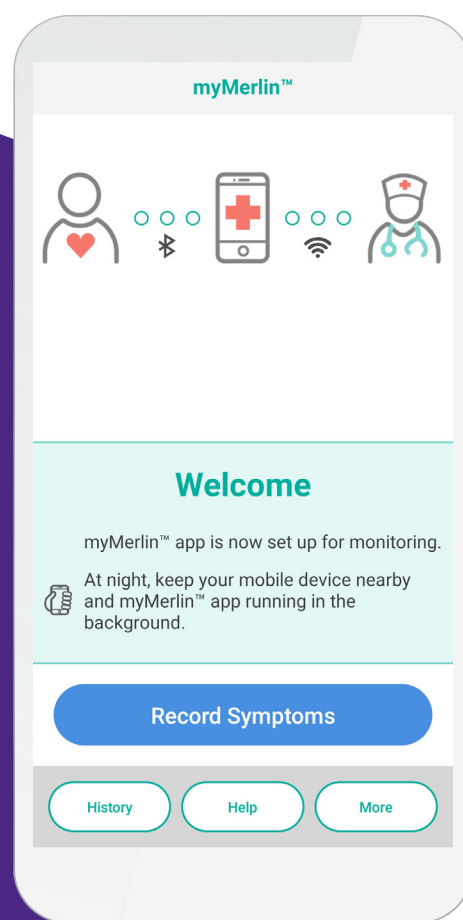 myMerlin™
Welcome
myMerlin™ app is now set up for monitoring.
At night, keep your mobile device nearby
and myMerlin™ app running in the
background.
Record Symptoms
History
Help
More